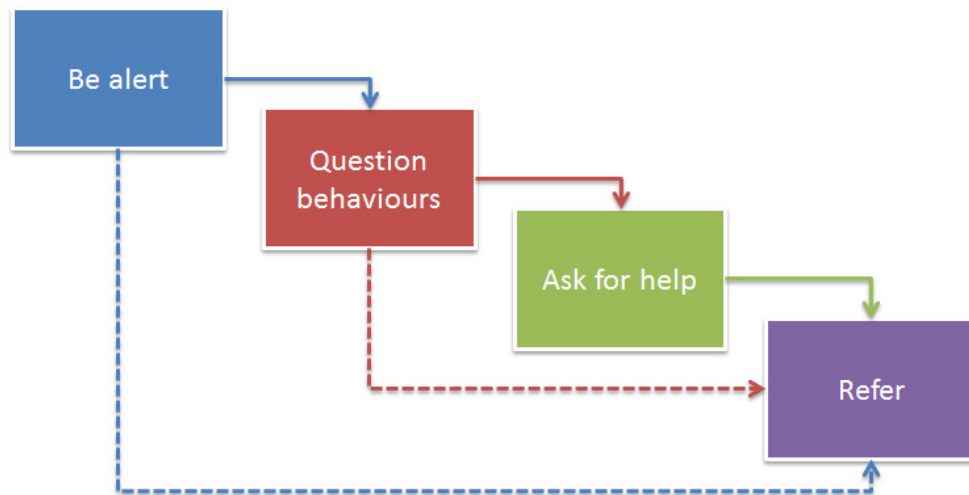 Be alert
Question
behaviours
Ask for help
Refer